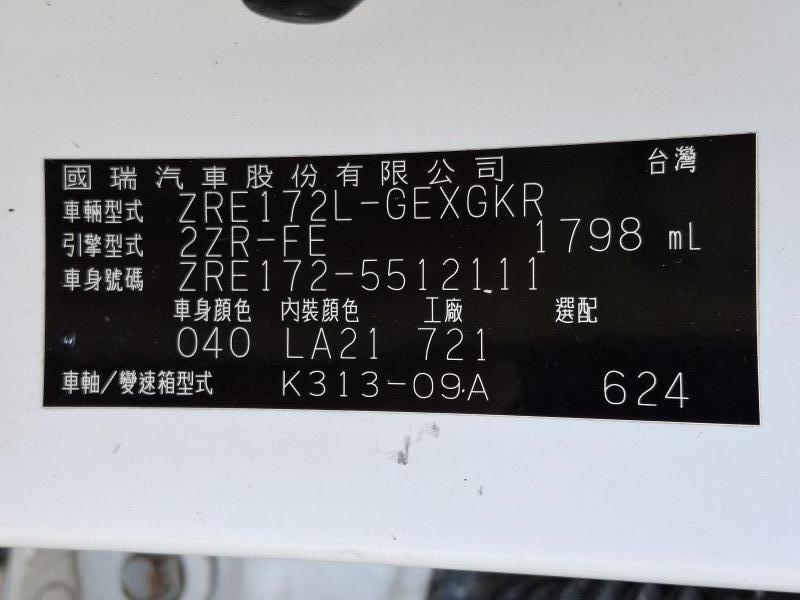 國瑞汽車股份有限公司 台灣
車輛型式 ZRE172L-GEXGKR
引擎型式 2ZR-FE 1798 mL
車身號碼 ZRE172-5512111
車身顏色 內裝顏色 工廠 選配
040 LA21 721
車軸/變速箱型式 K313-09A 624